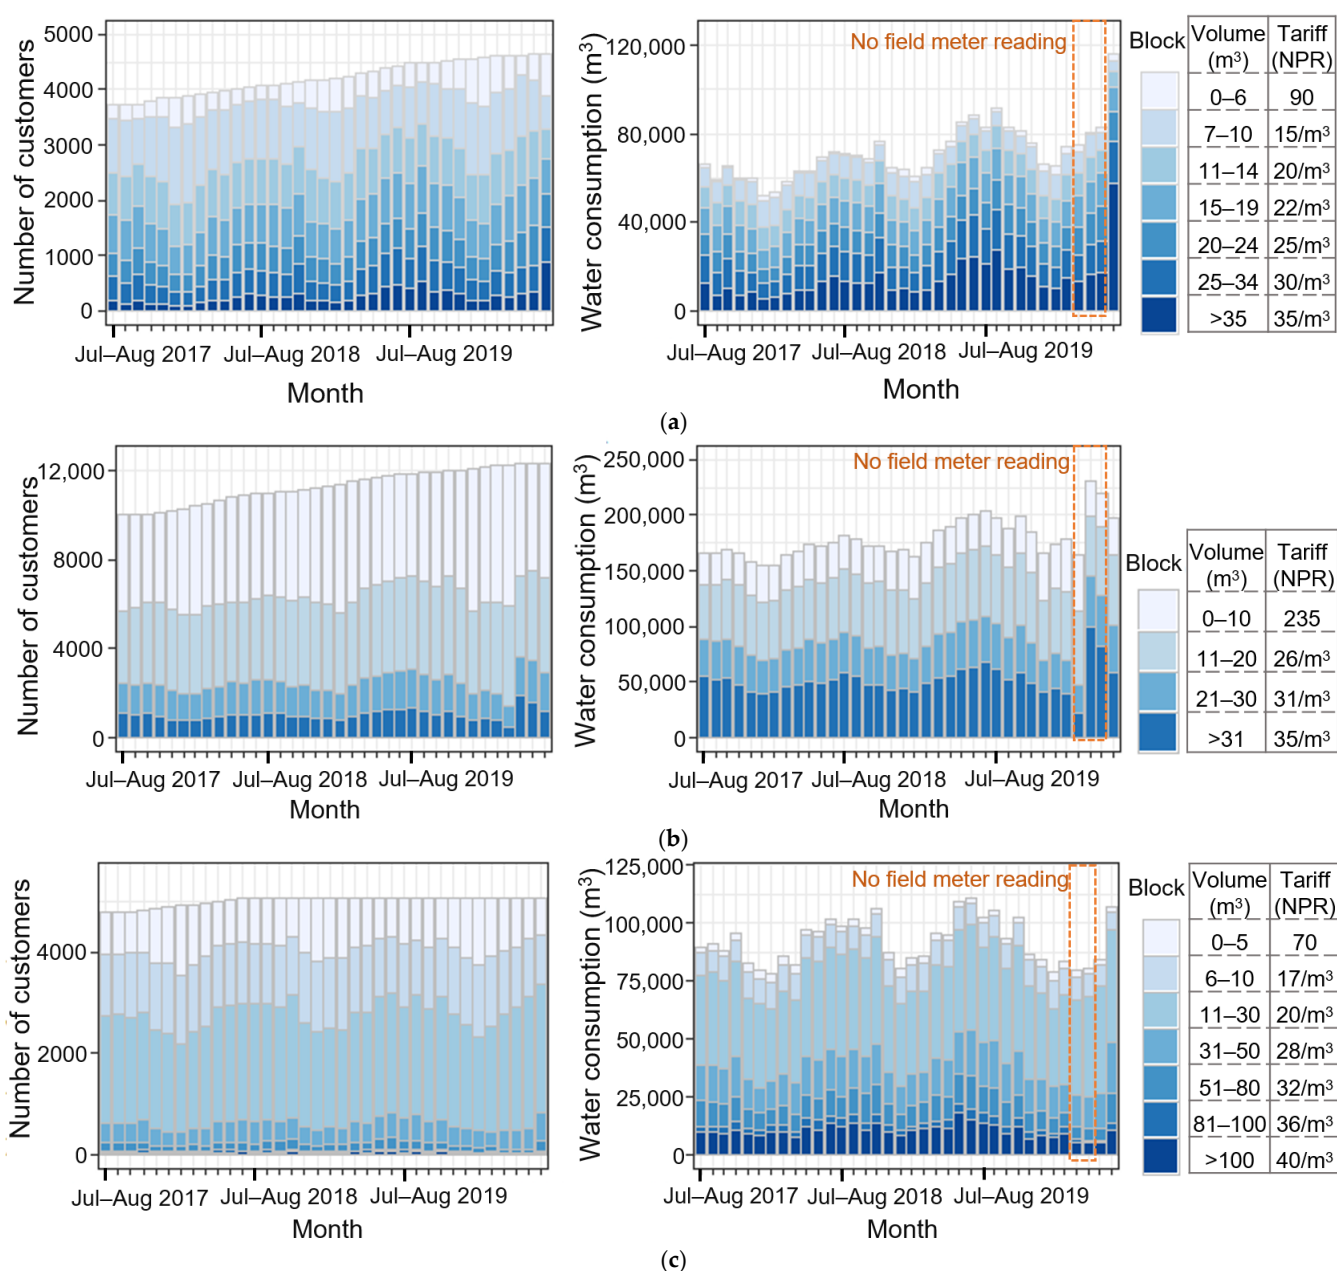 Number of customers
5000
4000
3000
2000
1000
0
Jul–Aug 2017
Jul–Aug 2018
Jul–Aug 2019
Month
Water consumption (m³)
120,000
80,000
40,000
0
No field meter reading
Jul–Aug 2017
Jul–Aug 2018
Jul–Aug 2019
Month
Block Volume (m³) Tariff (NPR)
0–6 90
7–10 15/m³
11–14 20/m³
15–19 22/m³
20–24 25/m³
25–34 30/m³
>35 35/m³
(a)
Number of customers
12,000
8000
4000
0
Jul–Aug 2017
Jul–Aug 2018
Jul–Aug 2019
Month
Water consumption (m³)
250,000
200,000
150,000
100,000
50,000
0
No field meter reading
Jul–Aug 2017
Jul–Aug 2018
Jul–Aug 2019
Month
Block Volume (m³) Tariff (NPR)
0–10 235
11–20 26/m³
21–30 31/m³
>31 35/m³
(b)
Number of customers
4000
2000
0
Jul–Aug 2017
Jul–Aug 2018
Jul–Aug 2019
Month
Water consumption (m³)
125,000
100,000
75,000
50,000
25,000
0
No field meter reading
Jul–Aug 2017
Jul–Aug 2018
Jul–Aug 2019
Month
Block Volume (m³) Tariff (NPR)
0–5 70
6–10 17/m³
11–30 20/m³
31–50 28/m³
51–80 32/m³
81–100 36/m³
>100 40/m³
(c)